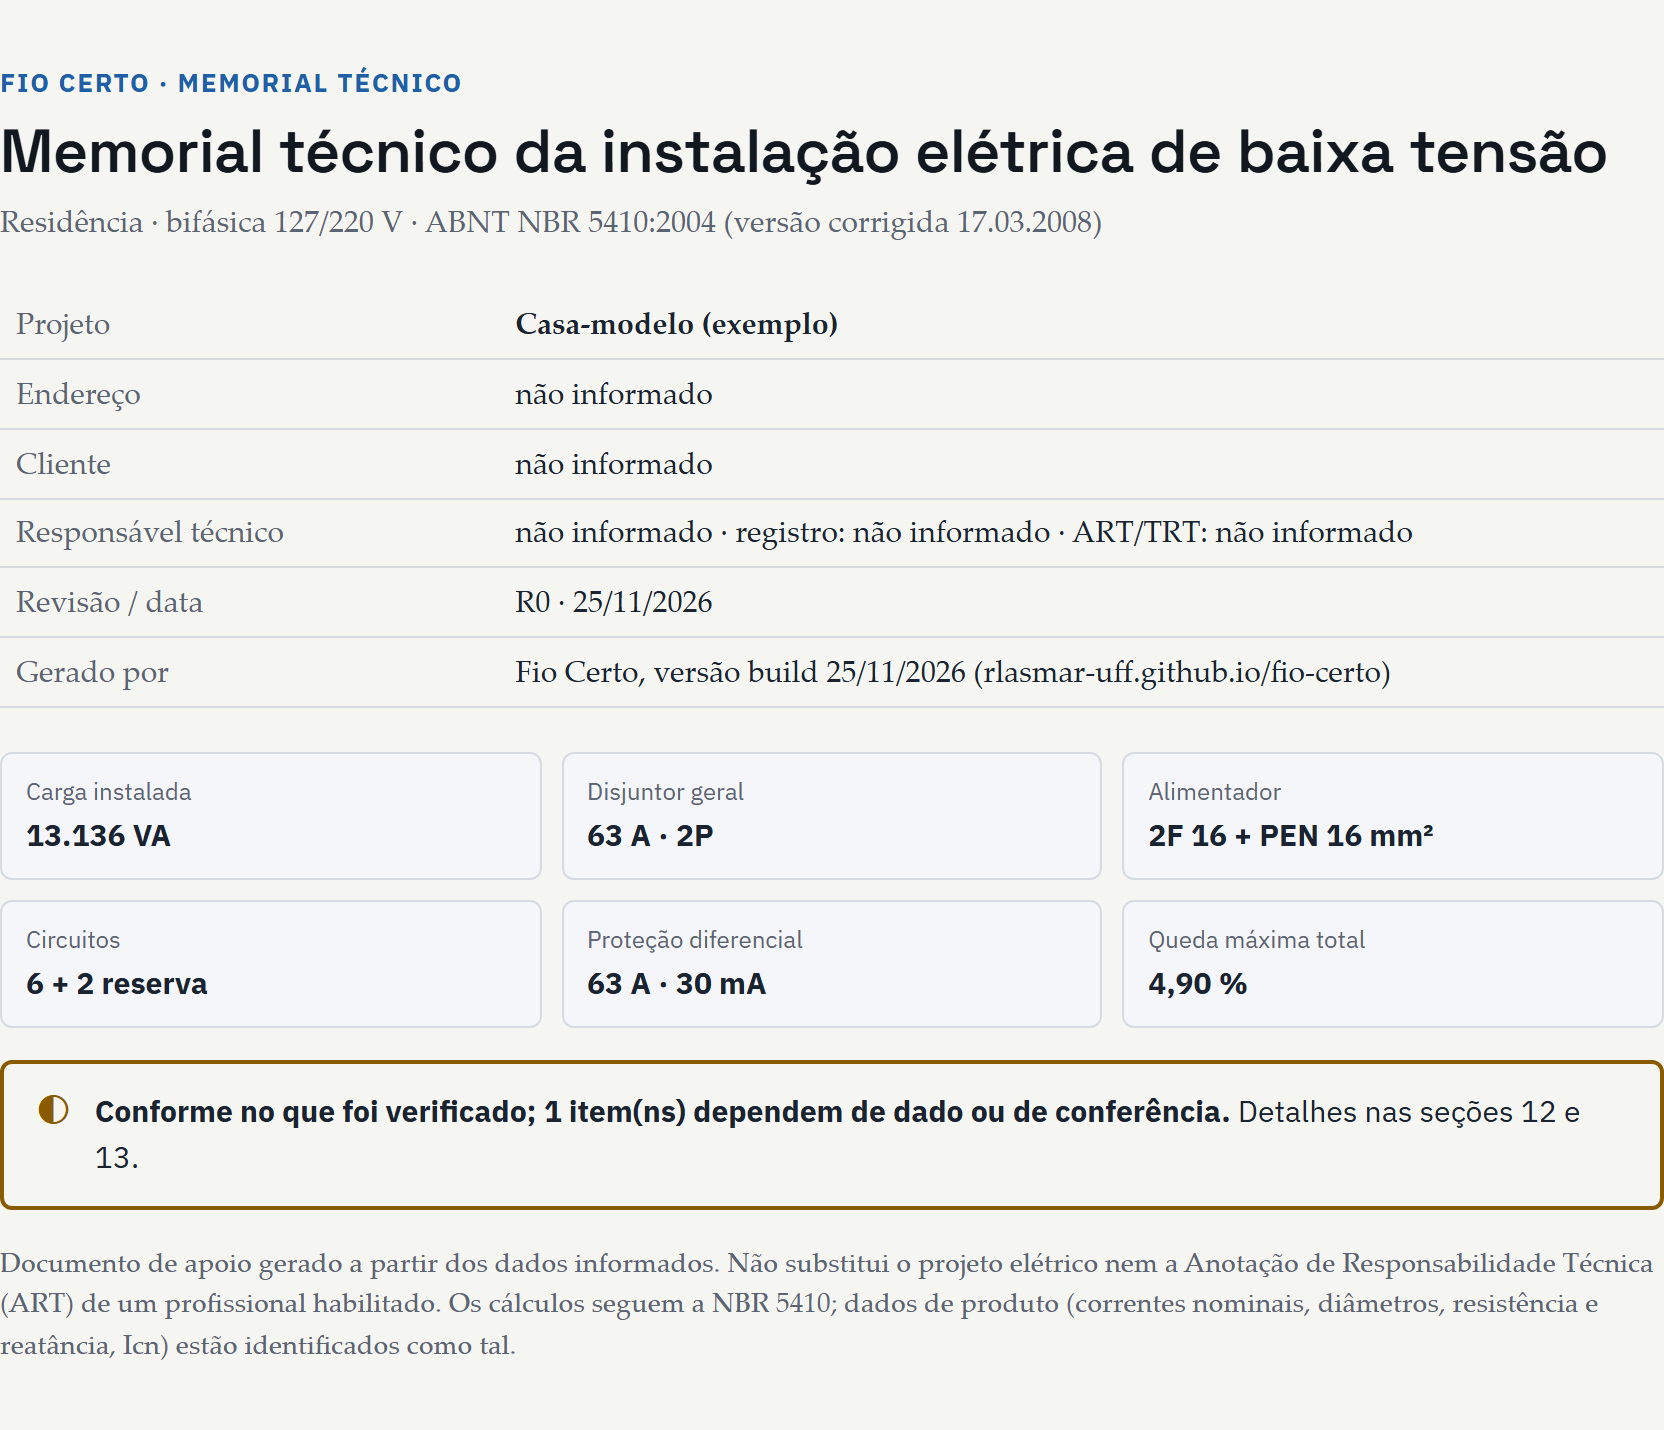 FIO CERTO · MEMORIAL TÉCNICO
Memorial técnico da instalação elétrica de baixa tensão
Residência · bifásica 127/220 V · ABNT NBR 5410:2004 (versão corrigida 17.03.2008)
Projeto Casa-modelo (exemplo)
Endereço não informado
Cliente não informado
Responsável técnico não informado · registro: não informado · ART/TRT: não informado
Revisão / data R0 · 25/11/2026
Gerado por Fio Certo, versão build 25/11/2026 (rlasmar-uff.github.io/fio-certo)
Carga instalada
13.136 VA
Disjuntor geral
63 A · 2P
Alimentador
2F 16 + PEN 16 mm²
Circuitos
6 + 2 reserva
Proteção diferencial
63 A · 30 mA
Queda máxima total
4,90 %
Conforme no que foi verificado; 1 item(ns) dependem de dado ou de conferência. Detalhes nas seções 12 e
13.
Documento de apoio gerado a partir dos dados informados. Não substitui o projeto elétrico nem a Anotação de Responsabilidade Técnica
(ART) de um profissional habilitado. Os cálculos seguem a NBR 5410; dados de produto (correntes nominais, diâmetros, resistência e
reatância, Icn) estão identificados como tal.